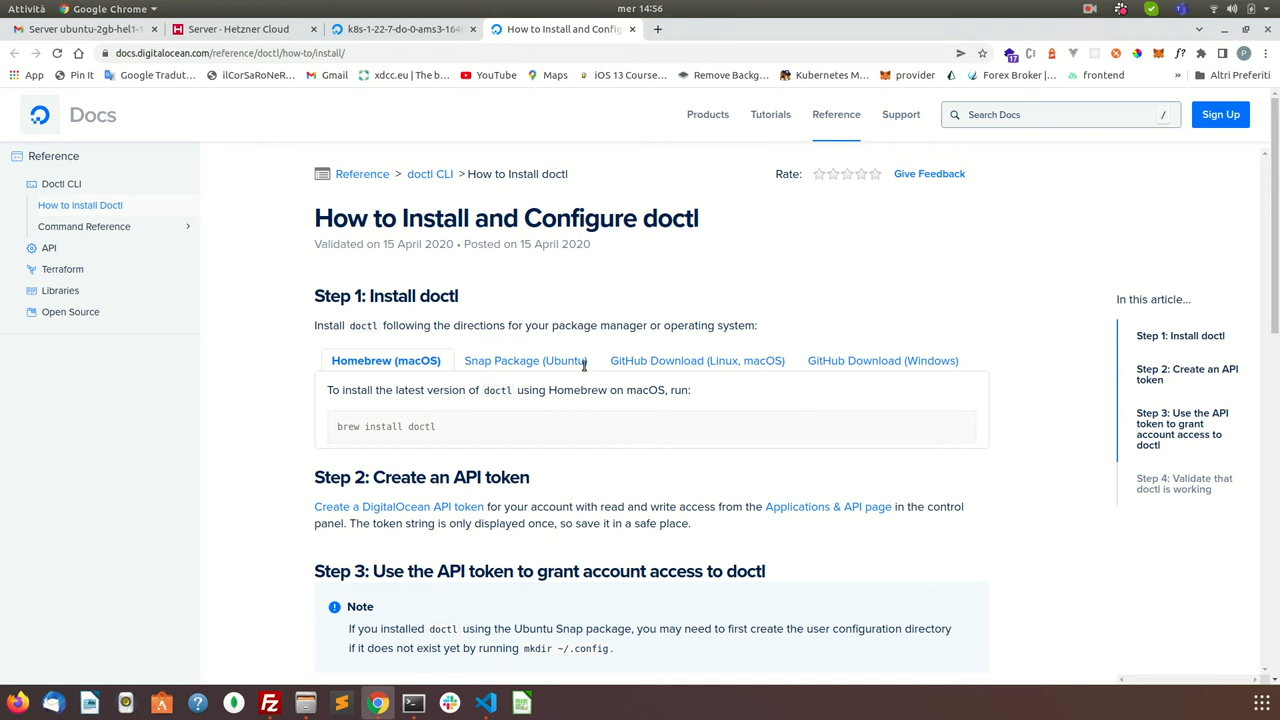 Attività
Google Chrome
mer 14:56
Server ubuntu-2gb-hel1-1
Server · Hetzner Cloud
k8s-1-22-7-do-0-ams3-164
How to Install and Config
docs.digitalocean.com/reference/doctl/how-to/install/
17
P
App
Pin It
Google Tradut...
ilCorSaRoNeR...
Gmail
xdcc.eu | The b...
YouTube
Maps
iOS 13 Course...
Remove Backg...
Kubernetes M...
provider
Forex Broker |...
frontend
»
Altri Preferiti
Docs
Products
Tutorials
Reference
Support
Search Docs
/
Sign Up
Reference
Doctl CLI
How to Install Doctl
Command Reference
API
Terraform
Libraries
Open Source
Reference > doctl CLI > How to Install doctl
Rate:
Give Feedback
How to Install and Configure doctl
Validated on 15 April 2020 • Posted on 15 April 2020
Step 1: Install doctl
Install doctl following the directions for your package manager or operating system:
Homebrew (macOS)
Snap Package (Ubuntu)
GitHub Download (Linux, macOS)
GitHub Download (Windows)
To install the latest version of doctl using Homebrew on macOS, run:
brew install doctl
Step 2: Create an API token
Create a DigitalOcean API token for your account with read and write access from the Applications & API page in the control
panel. The token string is only displayed once, so save it in a safe place.
Step 3: Use the API token to grant account access to doctl
Note
If you installed doctl using the Ubuntu Snap package, you may need to first create the user configuration directory
if it does not exist yet by running mkdir ~/.config.
In this article...
Step 1: Install doctl
Step 2: Create an API
token
Step 3: Use the API
token to grant
account access to
doctl
Step 4: Validate that
doctl is working